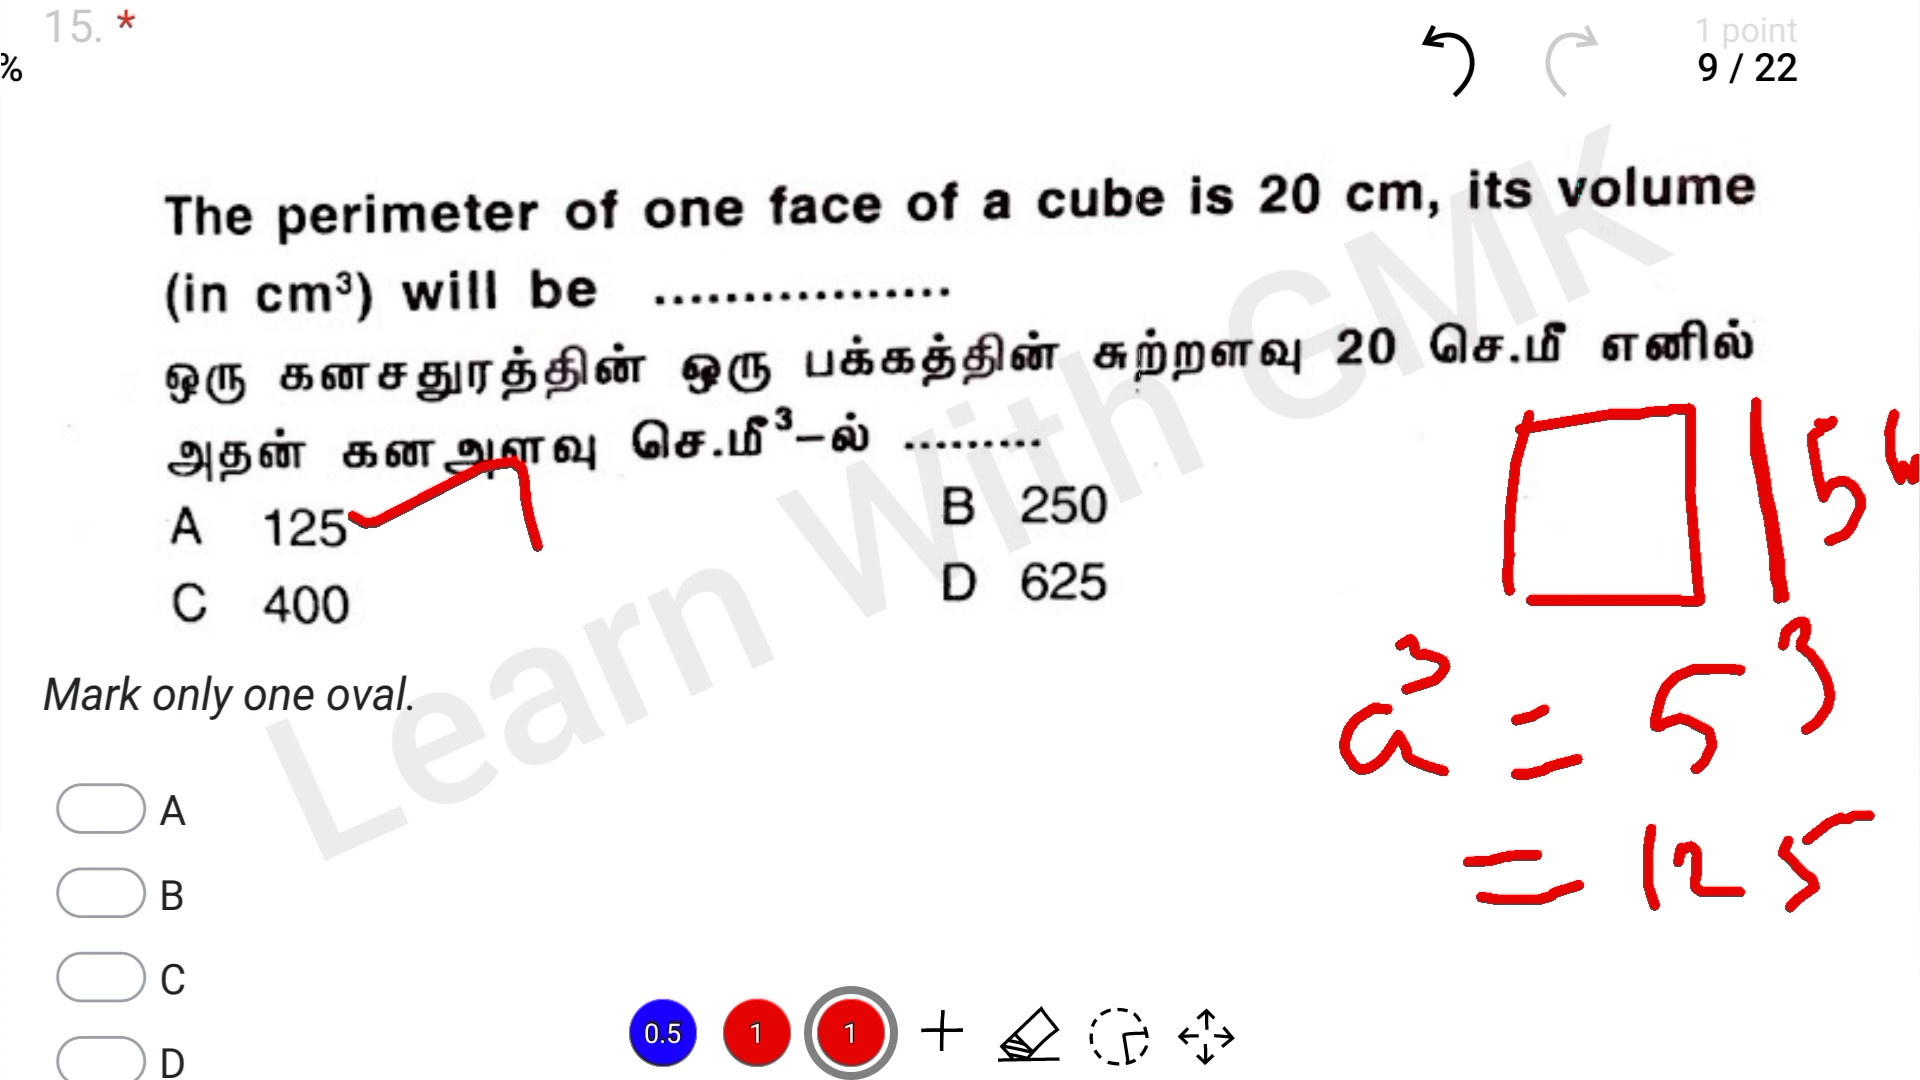 15. *
1 point
%
9 / 22
The perimeter of one face of a cube is 20 cm, its volume
(in cm³) will be .................
ஒரு கனசதுரத்தின் ஒரு பக்கத்தின் சுற்றளவு 20 செ.மீ எனில்
அதன் கன அளவு செ.மீ³–ல் .........
A 125
B 250
C 400
D 625
5
a³ = 5³
= 125
Mark only one oval.
A
B
C
D
Learn With GMK
0.5 1 1